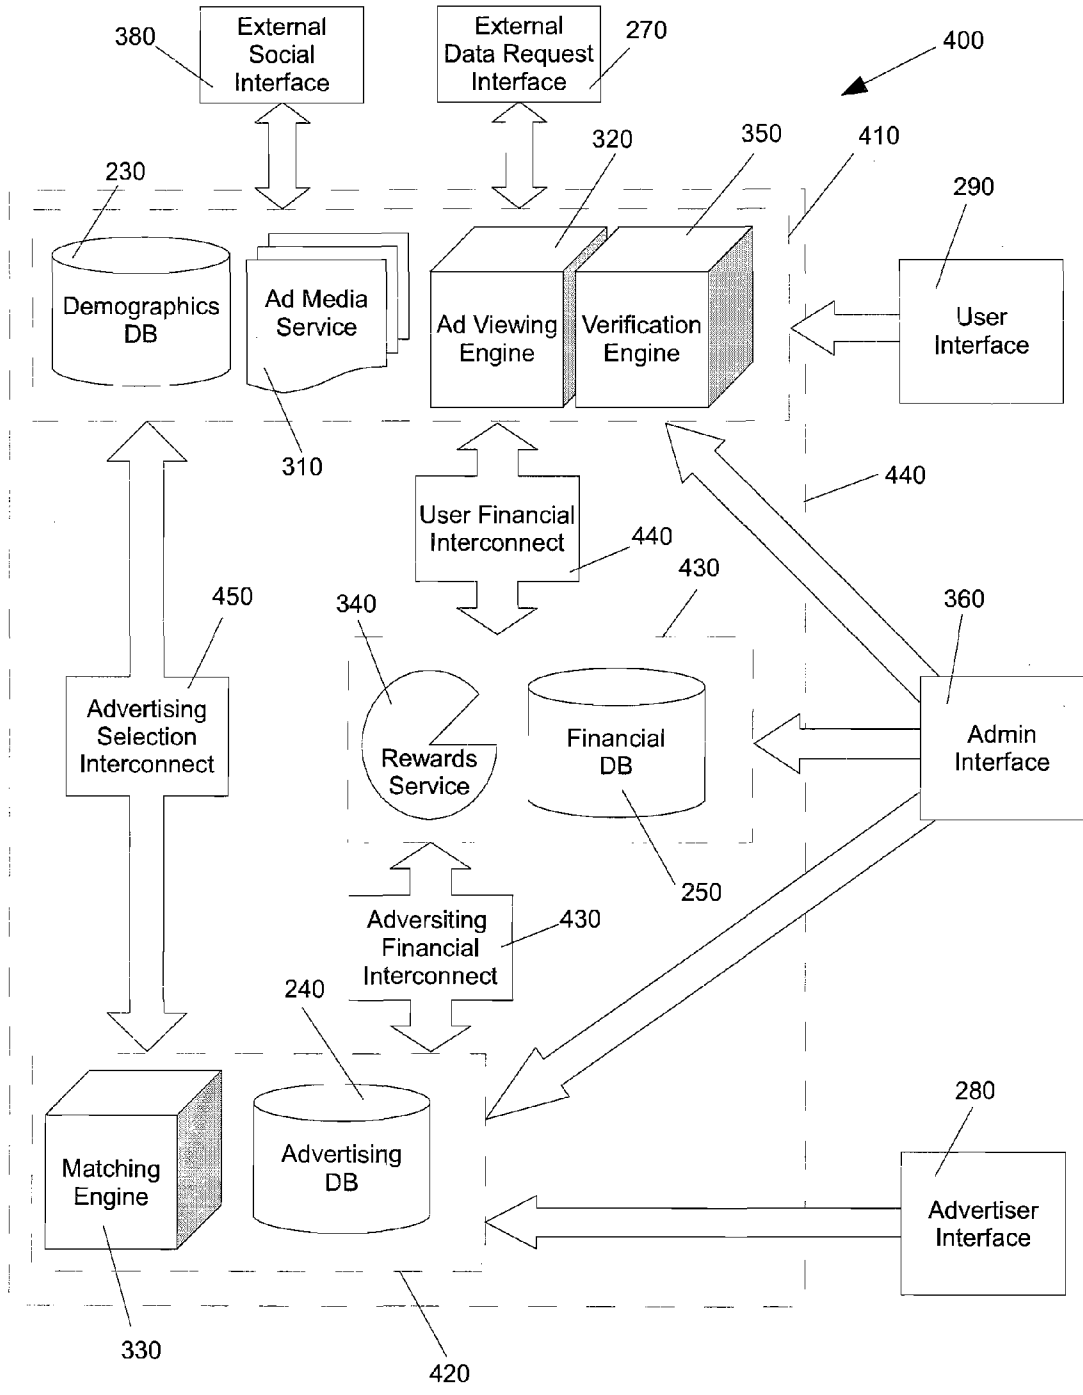 380
External
Social
Interface
External
Data Request
Interface
270
400
320
350
410
230
290
Demographics
DB
Ad Media
Service
Ad Viewing
Engine
Verification
Engine
User
Interface
310
440
User Financial
Interconnect
440
430
450
340
360
Advertising
Selection
Interconnect
Rewards
Service
Financial
DB
Admin
Interface
250
Adversiting
Financial
Interconnect
430
240
280
Matching
Engine
Advertising
DB
Advertiser
Interface
330
420